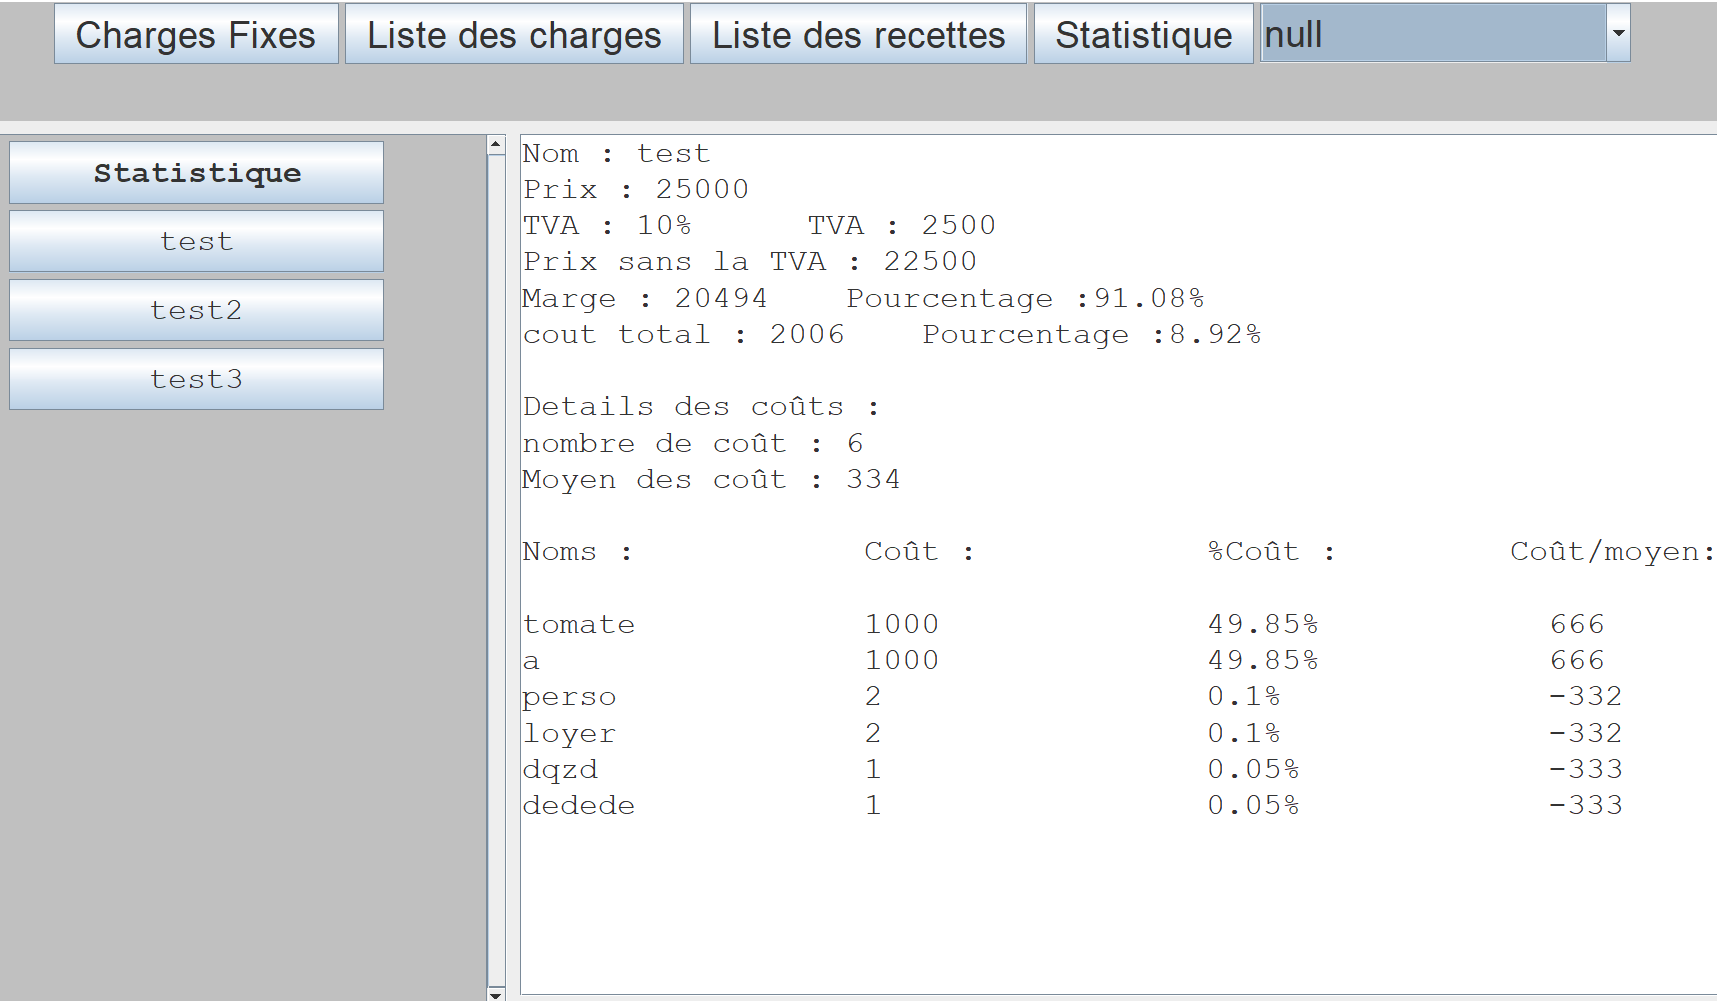 Charges Fixes Liste des charges Liste des recettes Statistique null
Statistique
test
test2
test3
Nom : test
Prix : 25000
TVA : 10% TVA : 2500
Prix sans la TVA : 22500
Marge : 20494 Pourcentage :91.08%
cout total : 2006 Pourcentage :8.92%
Details des coûts :
nombre de coût : 6
Moyen des coût : 334
Noms : Coût : %Coût : Coût/moyen:
tomate 1000 49.85% 666
a 1000 49.85% 666
perso 2 0.1% -332
loyer 2 0.1% -332
dqzd 1 0.05% -333
dedede 1 0.05% -333